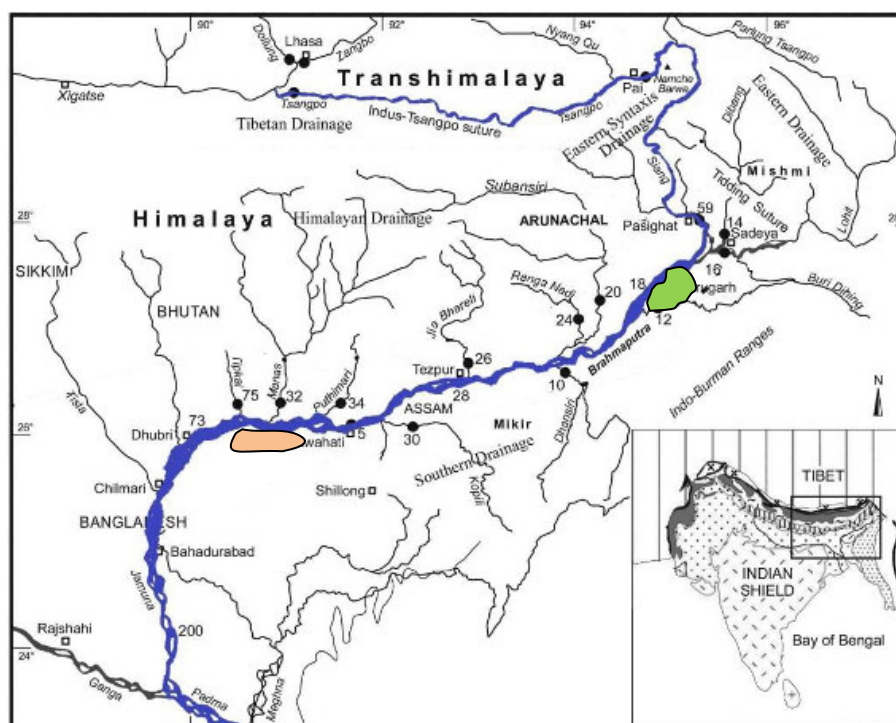 90
92
94
96
Doilung
Lhasa
Zangbo
Nyang Qu
Parlung Tsangpo
Transhimalaya
Pai
Namche
Barwa
Xigatse
Tsangpo
Indus-Tsangpo suture
Tsangpo
Tibetan Drainage
Eastern Syntaxis
Drainage
Dibang
Eastern Drainage
Siang
Mishmi
Tidding Suture
Lohit
Subansiri
28°
Himalaya
Himalayan Drainage
ARUNACHAL
Pasighat
59
14
Sadeya
SIKKIM
BHUTAN
Renga Nadi
20
18
16
rugarh
Buri Dihing
Jia Bhareli
24
12
Brahmaputra
Tista
Tipkai
Manas
Puthimari
26
Tezpur
28
10
Indo-Burman Ranges
N
75
32
34
73
ASSAM
Mikir
Dhansiri
26°
Dhubri
wahati
5
30
Southern Drainage
Kopili
Chilmari
Shillong
BANGLADESH
Bahadurabad
Jamuna
TIBET
INDIAN
SHIELD
Bay of Bengal
200
Rajshahi
24°
Ganga
Padma
Meghna